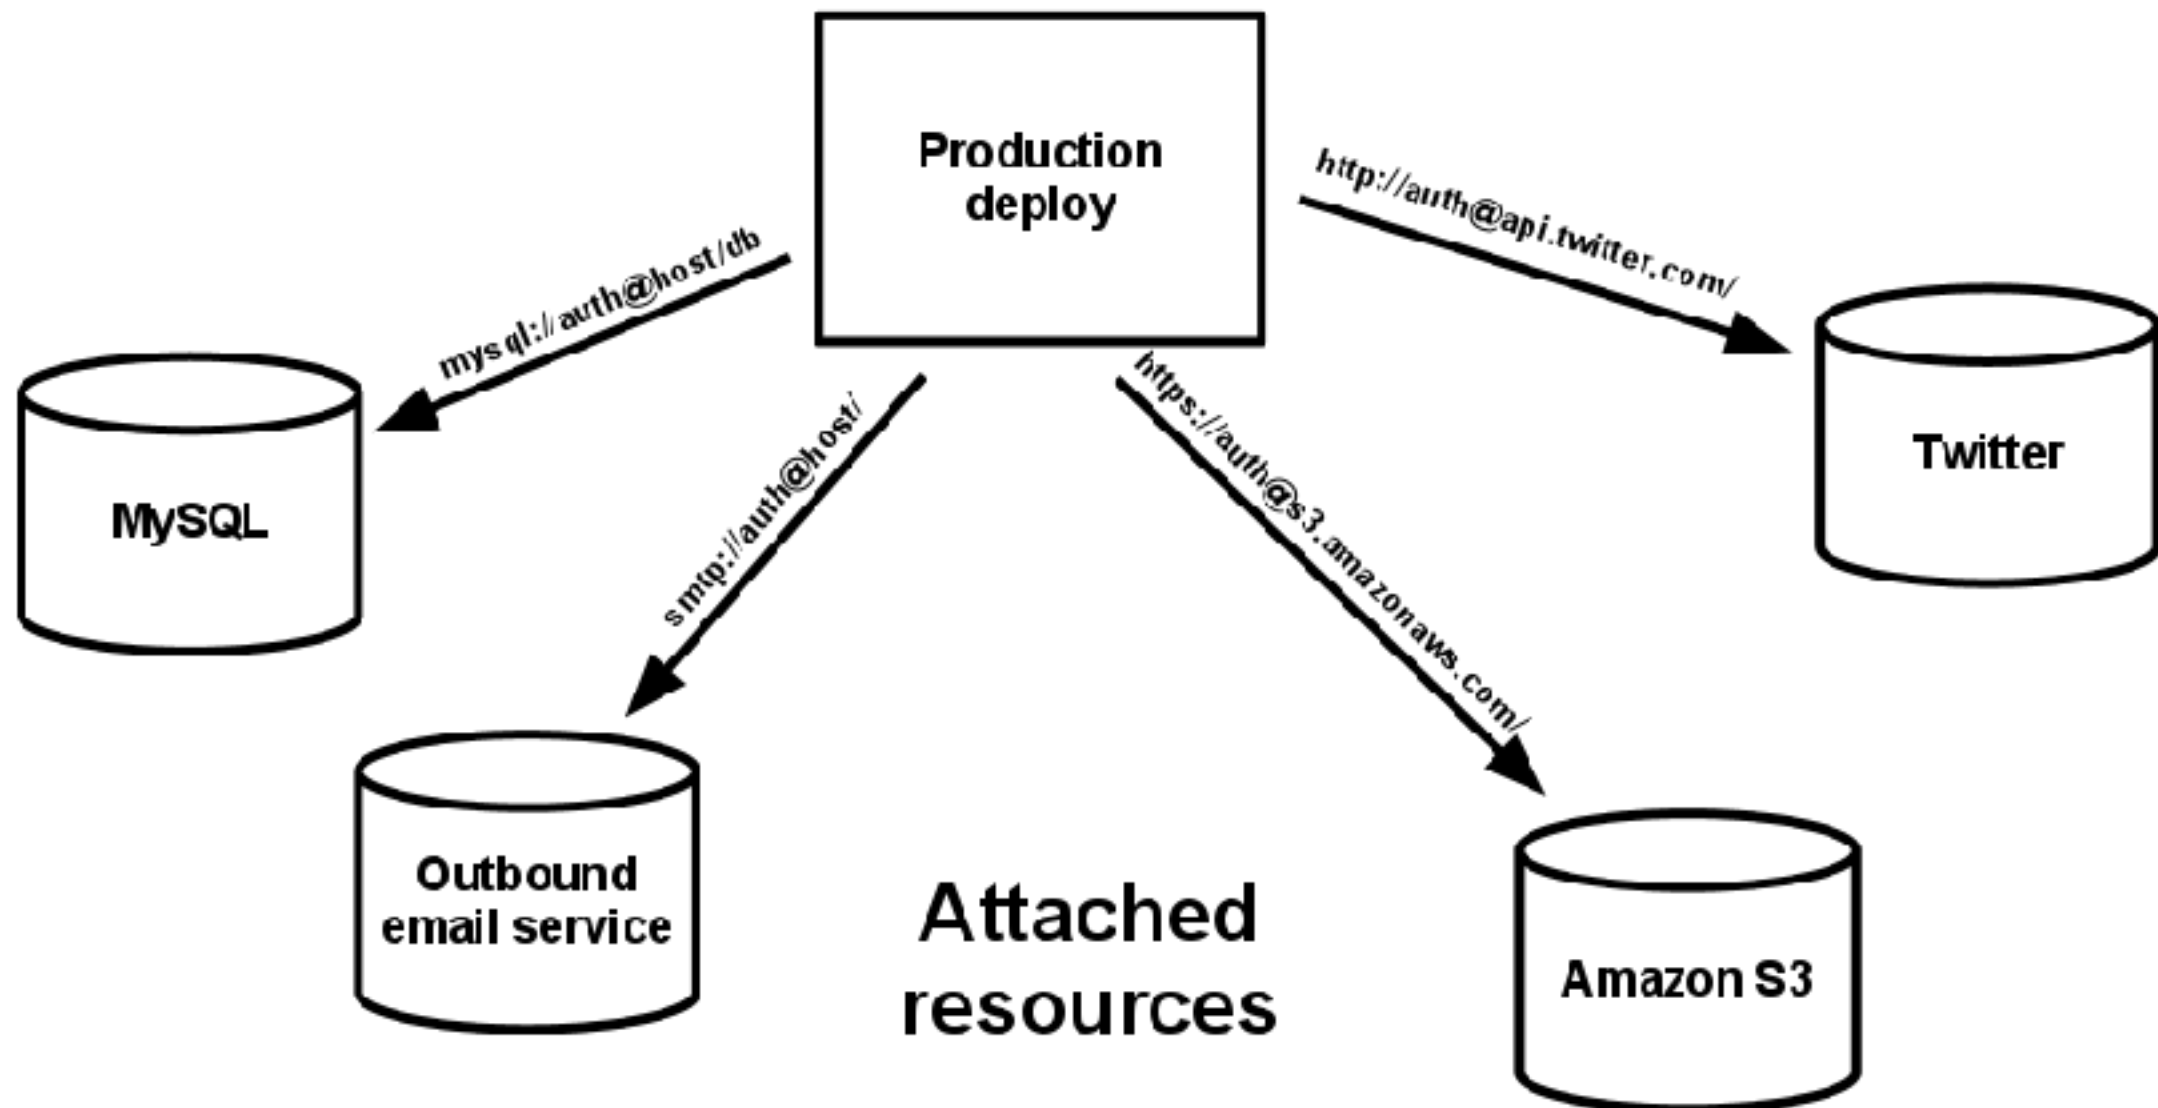 Production
deploy
mysql://auth@host/db
smtp://auth@host/
https://auth@s3.amazonaws.com/
http://auth@api.twitter.com/
MySQL
Outbound
email service
Attached
resources
Amazon S3
Twitter